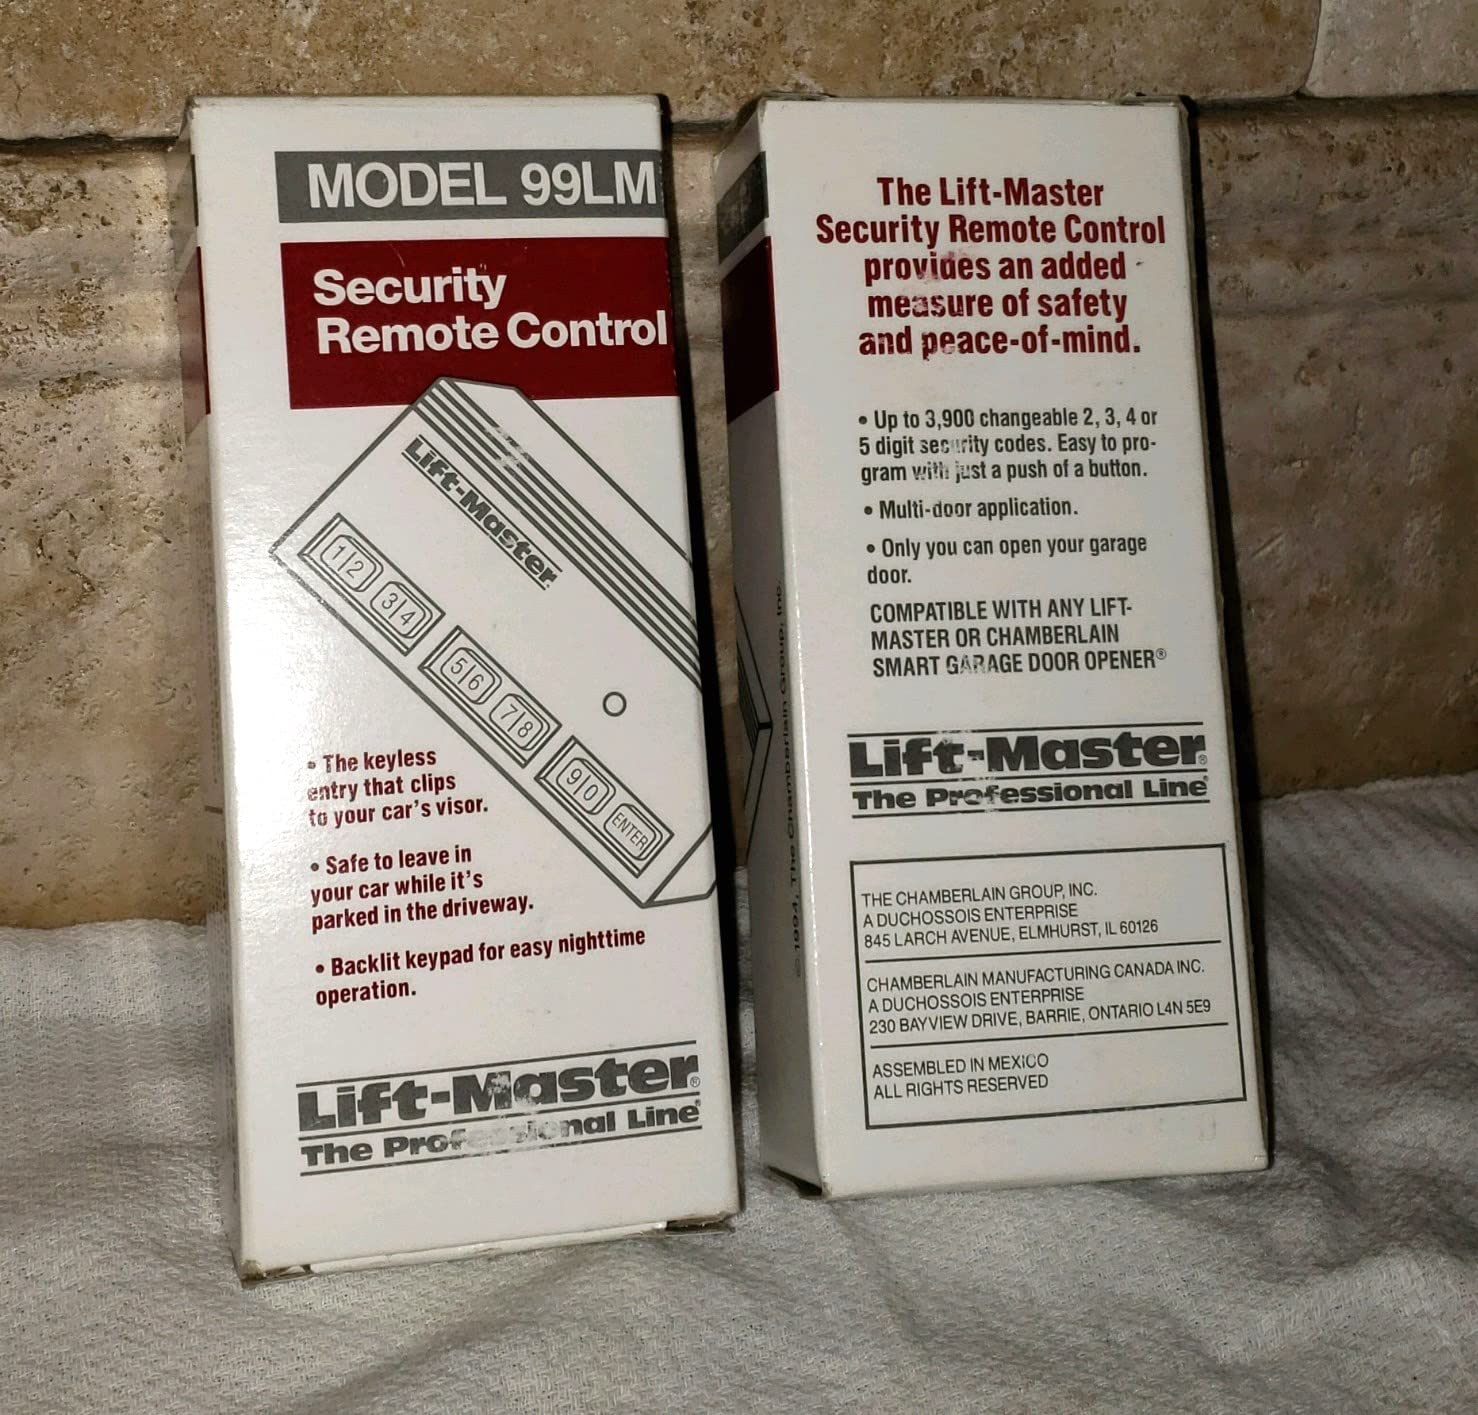 MODEL 99LM
Security
Remote Control
Lift-Master
1/2
3/4
5/6
7/8
9/0
ENTER
• The keyless
entry that clips
to your car's visor.
• Safe to leave in
your car while it's
parked in the driveway.
• Backlit keypad for easy nighttime
operation.
Lift-Master®
The Professional Line®
The Lift-Master
Security Remote Control
provides an added
measure of safety
and peace-of-mind.
• Up to 3,900 changeable 2, 3, 4 or
5 digit security codes. Easy to pro-
gram with just a push of a button.
• Multi-door application.
• Only you can open your garage
door.
COMPATIBLE WITH ANY LIFT-
MASTER OR CHAMBERLAIN
SMART GARAGE DOOR OPENER®
Lift-Master®
The Professional Line®
THE CHAMBERLAIN GROUP, INC.
A DUCHOSSOIS ENTERPRISE
845 LARCH AVENUE, ELMHURST, IL 60126
CHAMBERLAIN MANUFACTURING CANADA INC.
A DUCHOSSOIS ENTERPRISE
230 BAYVIEW DRIVE, BARRIE, ONTARIO L4N 5E9
ASSEMBLED IN MEXICO
ALL RIGHTS RESERVED
© 1994, The Chamberlain Group, Inc.